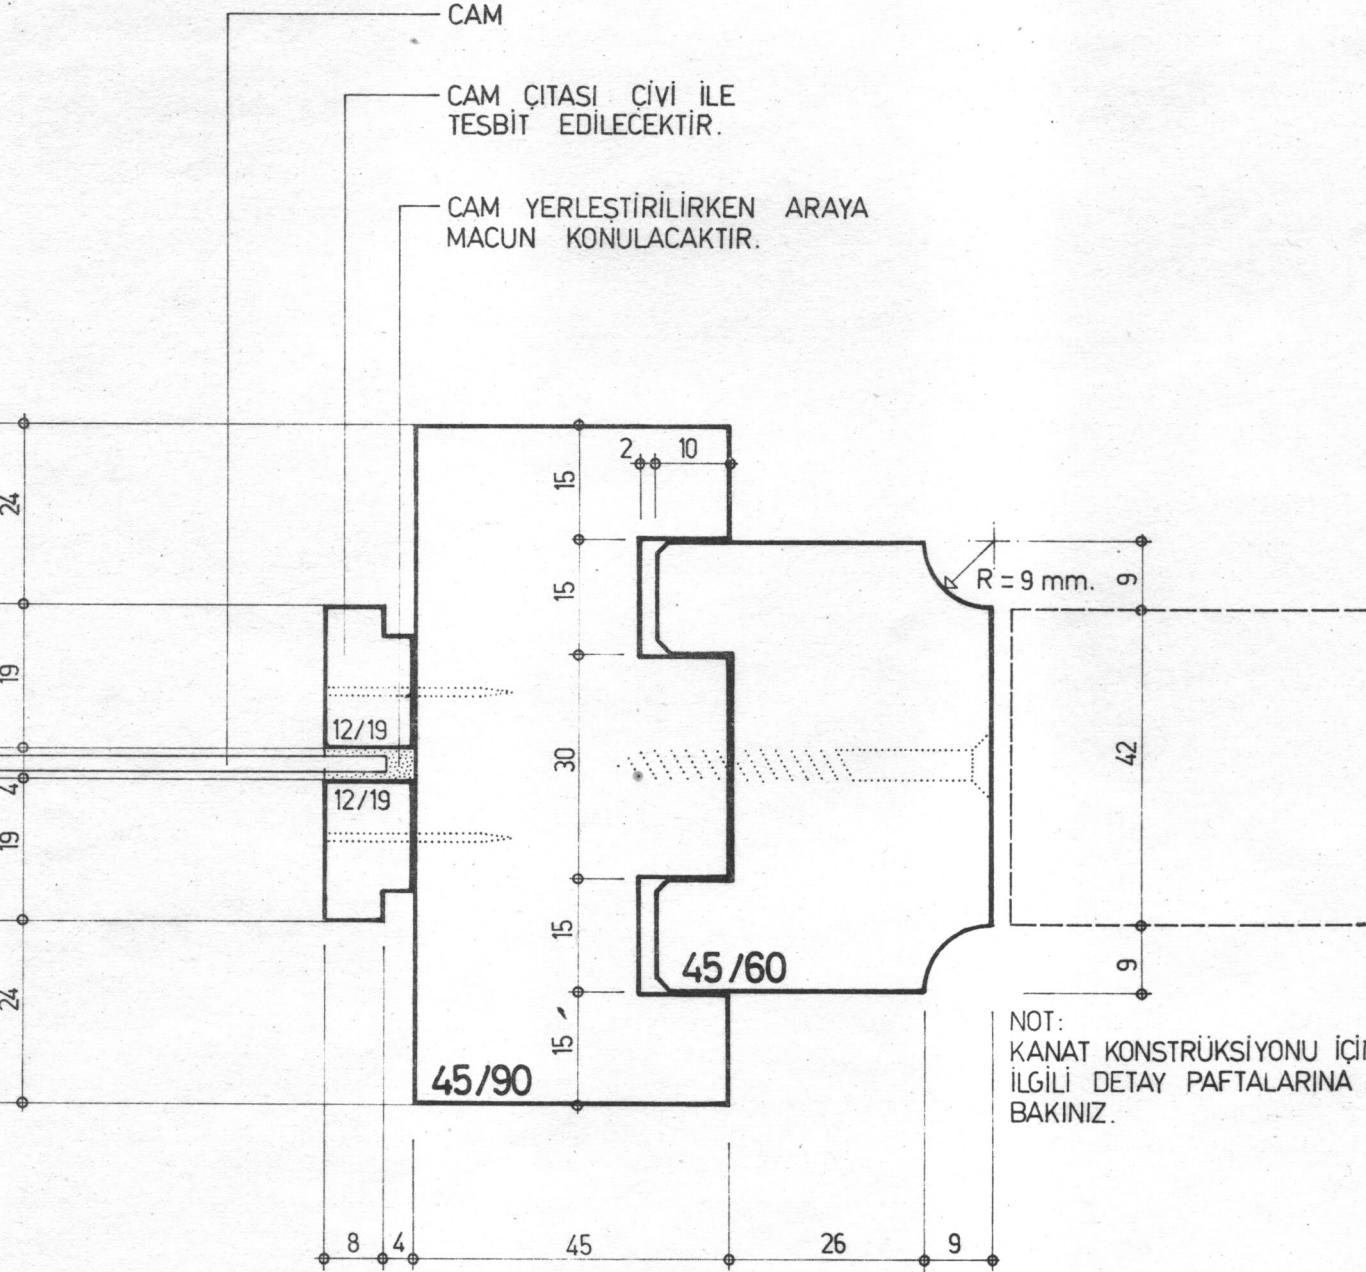 CAM
CAM ÇITASI ÇİVİ İLE
TESBİT EDİLECEKTİR.
CAM YERLEŞTİRİLİRKEN ARAYA
MACUN KONULACAKTIR.
2 10
15
24
15
R = 9 mm.
9
19
12/19
30
42
4
12/19
19
15
45/60
9
24
15
45/90
NOT:
KANAT KONSTRÜKSİYONU İÇİN
İLGİLİ DETAY PAFTALARINA
BAKINIZ.
8 4 45 26 9